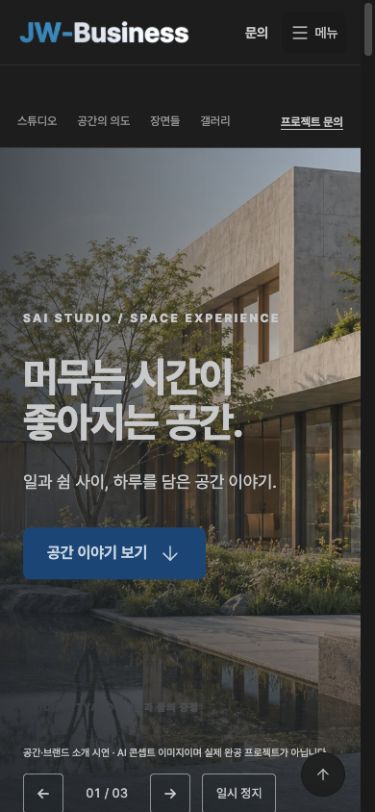 JW-Business
문의
메뉴
스튜디오
공간의 의도
장면들
갤러리
프로젝트 문의
SAI STUDIO / SPACE EXPERIENCE
머무는 시간이
좋아지는 공간.
일과 쉼 사이, 하루를 담은 공간 이야기.
공간 이야기 보기
공간·브랜드 소개 시연 · AI 콘셉트 이미지이며 실제 완공 프로젝트가 아닙니다.
01 / 03
일시 정지